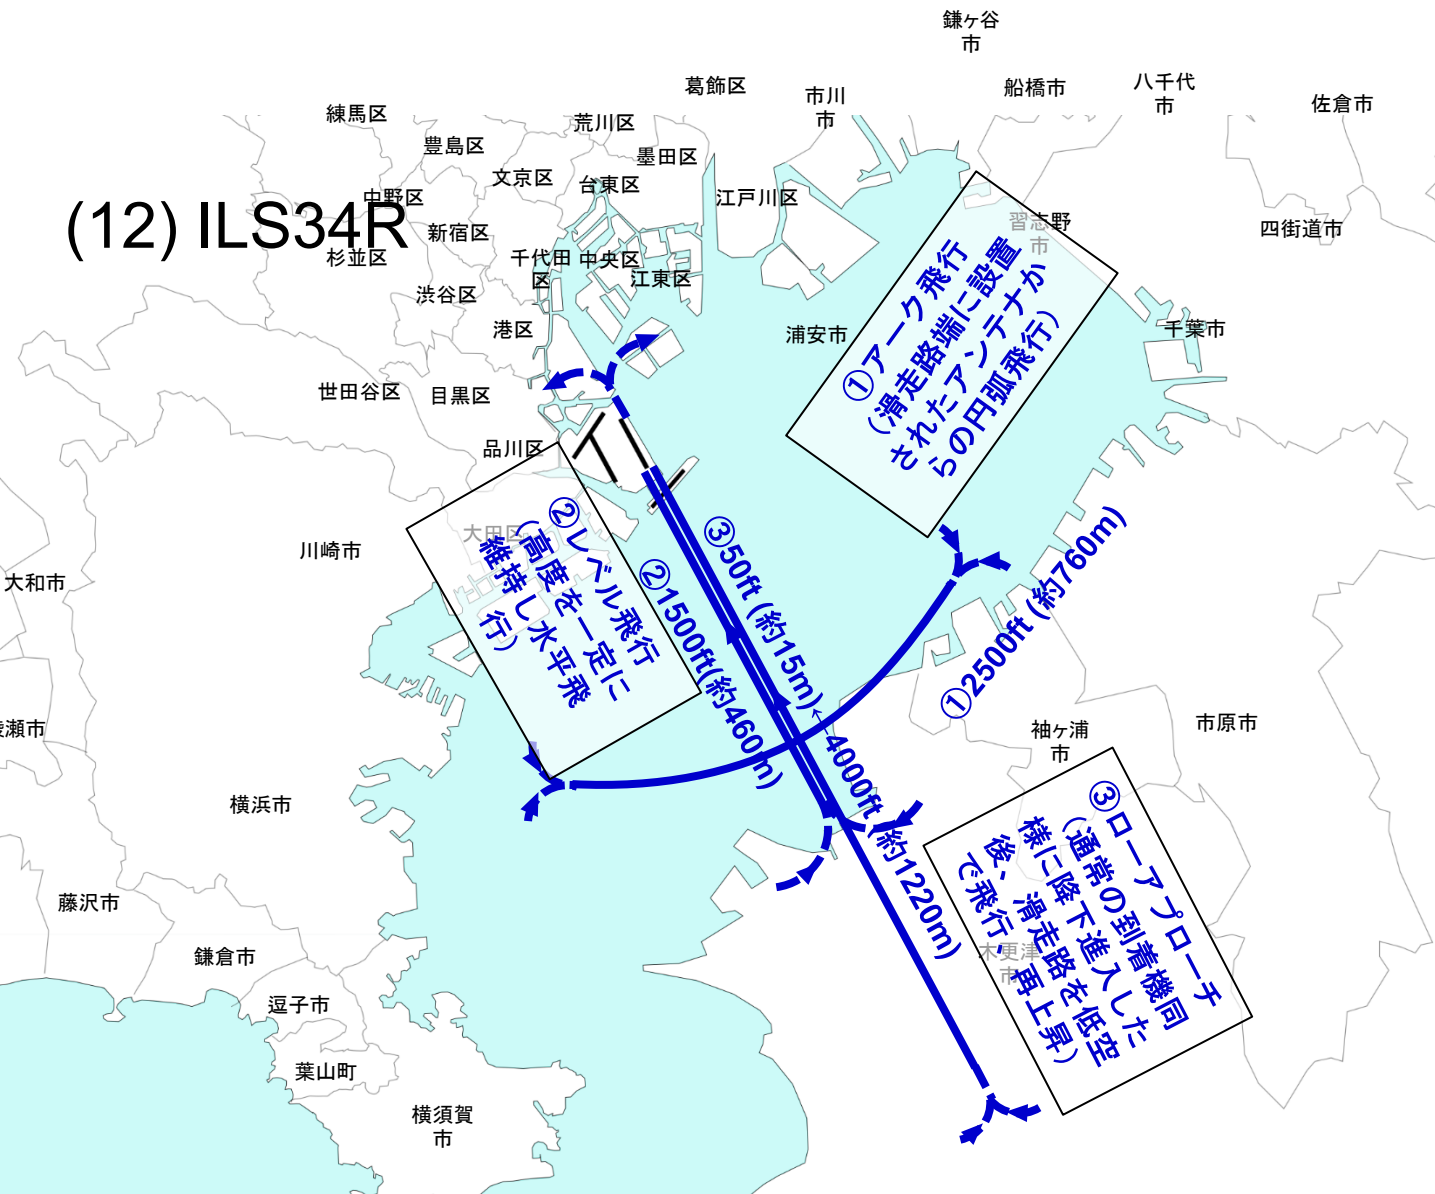 鎌ヶ谷
市
葛飾区
市川
市
船橋市
八千代
市
佐倉市
練馬区
荒川区
豊島区
墨田区
文京区
台東区
中野区
江戸川区
(12) ILS34R
習志野
市
四街道市
新宿区
杉並区
千代田
区
中央区
江東区
渋谷区
港区
浦安市
千葉市
世田谷区
目黒区
品川区
①アーク飛行
（滑走路端に設置
されたアンテナか
らの円弧飛行）
大田区
川崎市
大和市
②レベル飛行
（高度を一定に
維持し水平飛
行）
②1500ft(約460m)
③50ft (約15m)←4000ft (約1220m)
①2500ft (約760m)
瀬市
袖ヶ浦
市
市原市
横浜市
③ローアプローチ
（通常の到着機同
様に降下進入した
後、滑走路を低空
で飛行、再上昇）
藤沢市
木更津
市
鎌倉市
逗子市
葉山町
横須賀
市